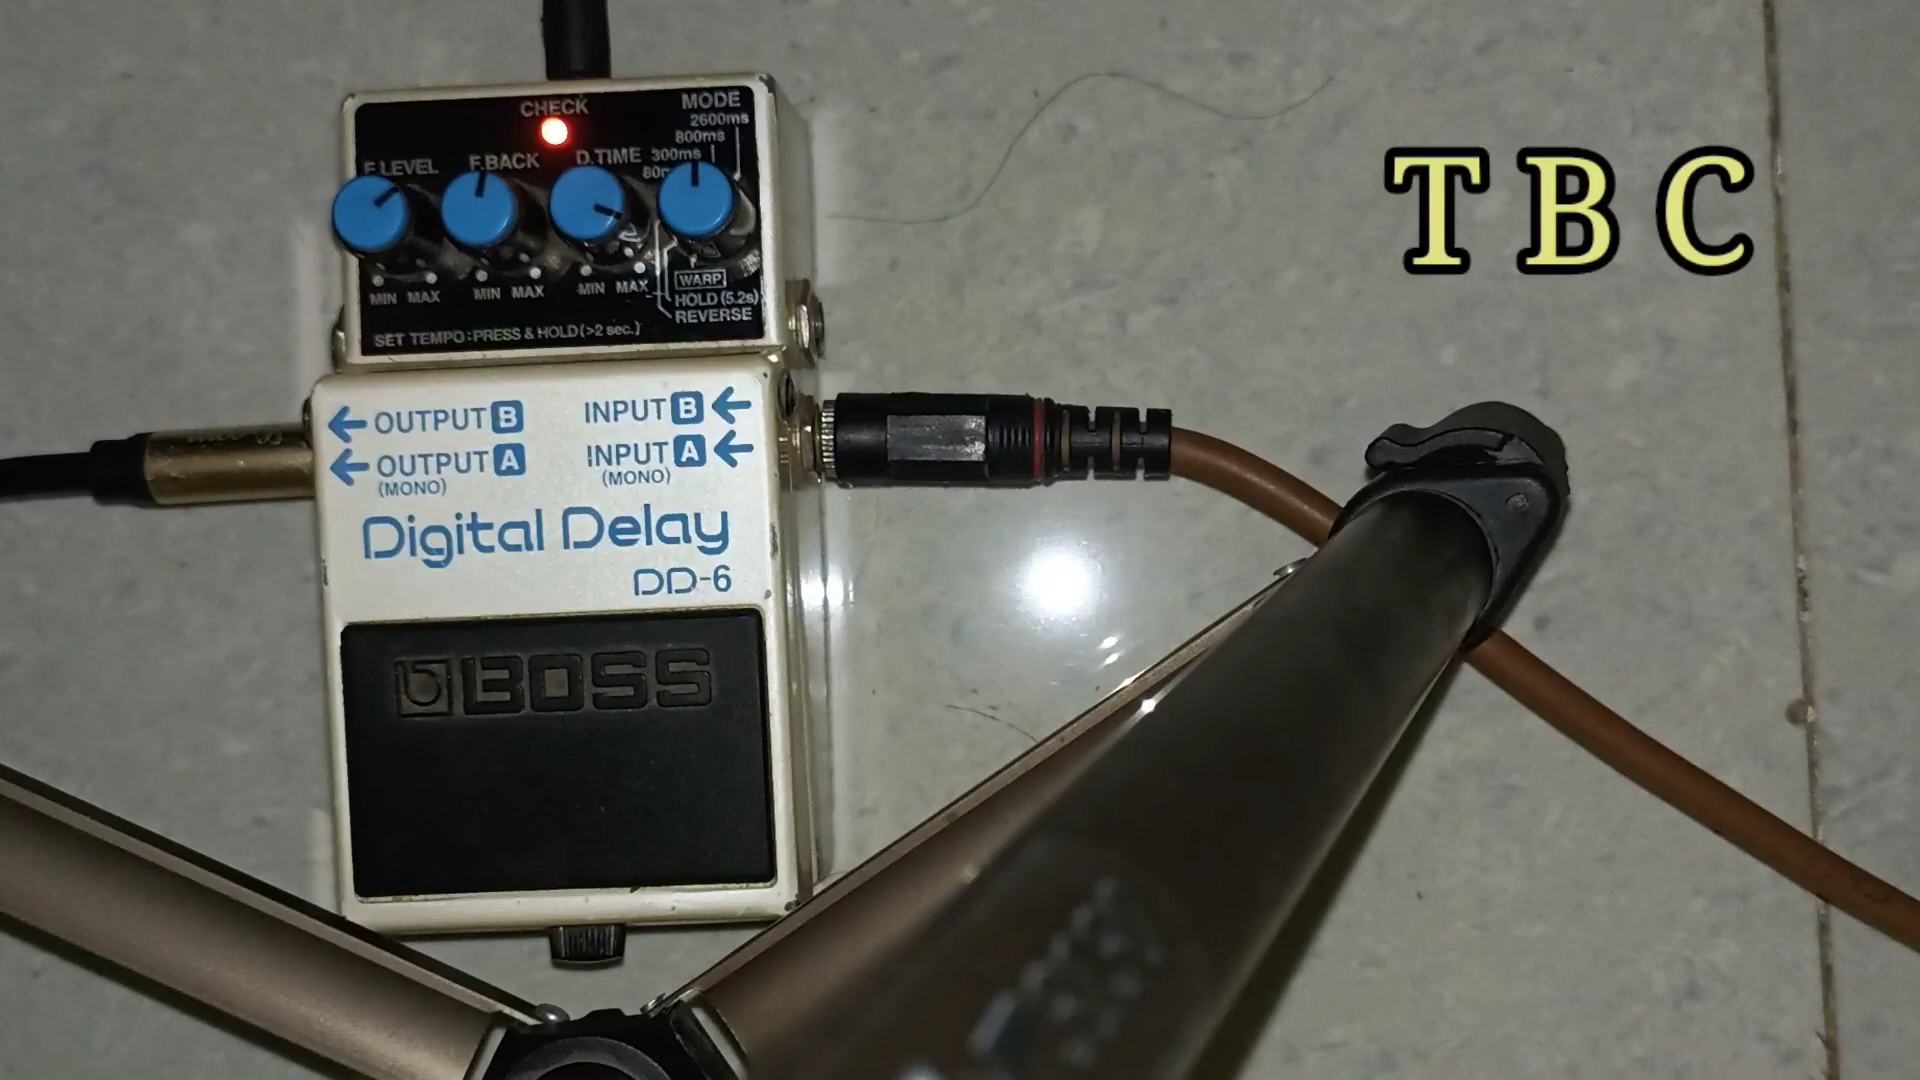 CHECK
MODE
2600ms
800ms
300ms
E.LEVEL F.BACK D.TIME
MIN MAX MIN MAX MIN MAX
WARP
HOLD (5.2s)
REVERSE
SET TEMPO:PRESS & HOLD(>2 sec.)
OUTPUT B INPUT B
OUTPUT A INPUT A
(MONO) (MONO)
Digital Delay
DD-6
BOSS
T B C